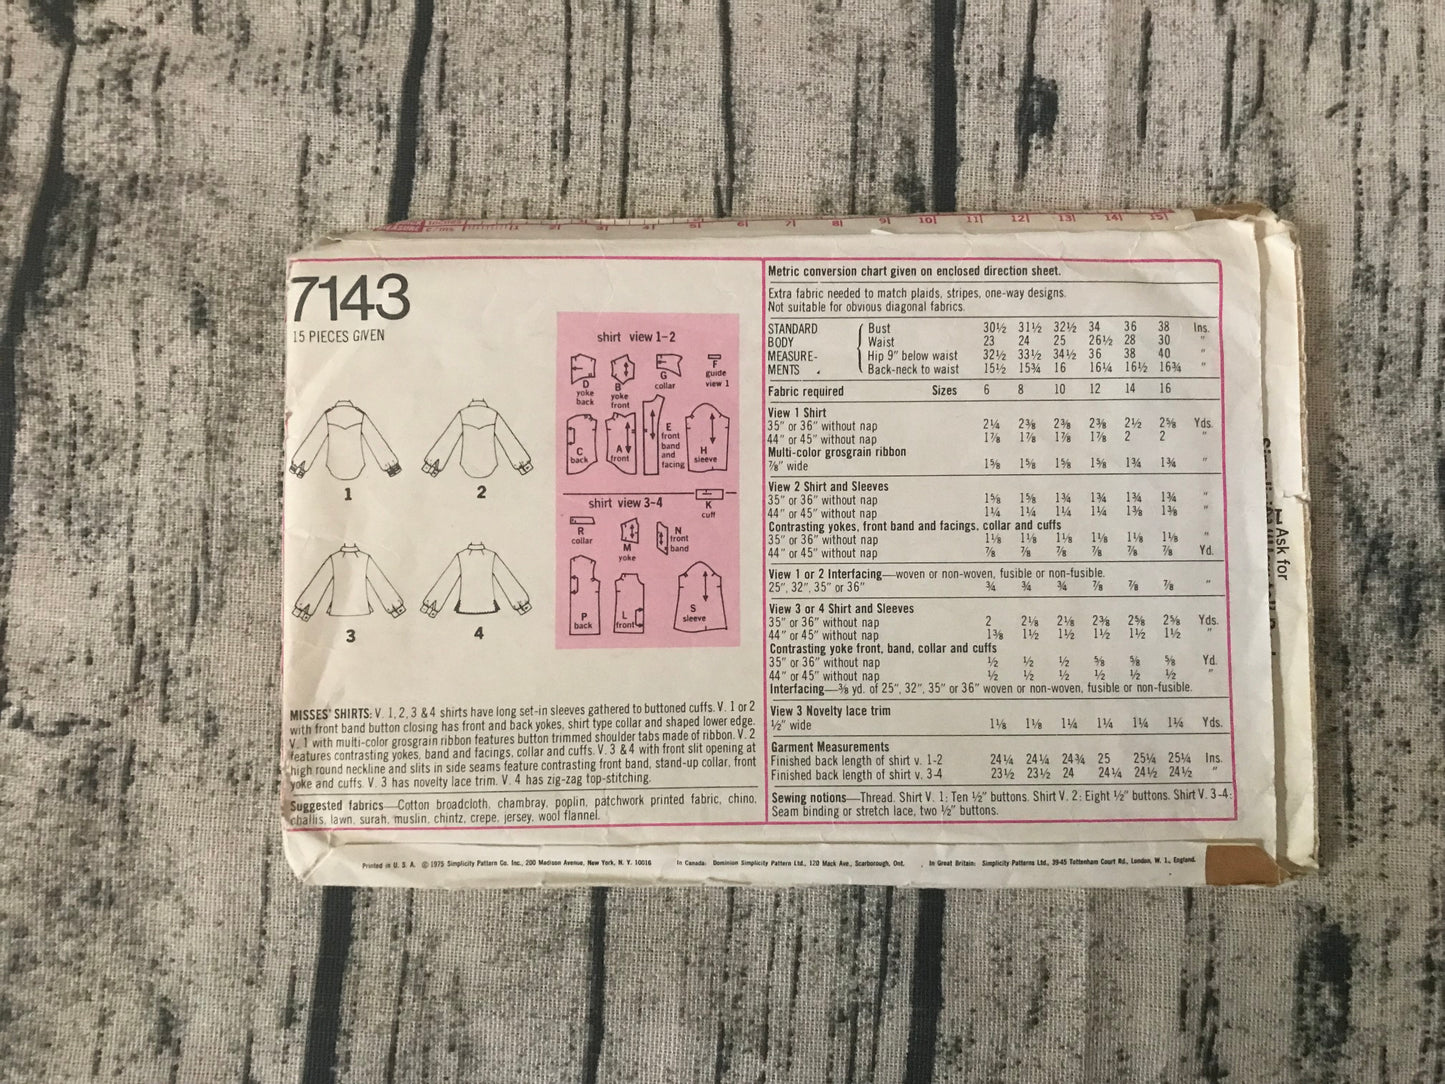 7143
15 PIECES GIVEN
1
2
3
4
shirt view 1-2
D yoke back
B yoke front
G collar
F guide view 1
C back
A front
E front band and facing
H sleeve
shirt view 3-4
K cuff
R collar
M yoke
N front band
P back
L front
S sleeve
MISSES' SHIRTS: V. 1, 2, 3 & 4 shirts have long set-in sleeves gathered to buttoned cuffs. V. 1 or 2
with front band button closing has front and back yokes, shirt type collar and shaped lower edge.
V. 1 with multi-color grosgrain ribbon features button trimmed shoulder tabs made of ribbon. V. 2
features contrasting yokes, band and facings, collar and cuffs. V. 3 & 4 with front slit opening at
high round neckline and slits in side seams feature contrasting front band, stand-up collar, front
yoke and cuffs. V. 3 has novelty lace trim. V. 4 has zig-zag top-stitching.
Suggested fabrics—Cotton broadcloth, chambray, poplin, patchwork printed fabric, chino,
challis, lawn, surah, muslin, chintz, crepe, jersey, wool flannel.
Metric conversion chart given on enclosed direction sheet.
Extra fabric needed to match plaids, stripes, one-way designs.
Not suitable for obvious diagonal fabrics.
STANDARD Bust 30½ 31½ 32½ 34 36 38 Ins.
BODY Waist 23 24 25 26½ 28 30 "
MEASURE- Hip 9" below waist 32½ 33½ 34½ 36 38 40 "
MENTS Back-neck to waist 15½ 15¾ 16 16¼ 16½ 16¾ "
Fabric required Sizes 6 8 10 12 14 16
View 1 Shirt
35" or 36" without nap 2¼ 2⅜ 2⅜ 2⅜ 2½ 2⅝ Yds.
44" or 45" without nap 1⅞ 1⅞ 1⅞ 1⅞ 2 2 "
Multi-color grosgrain ribbon
⅞" wide 1⅝ 1⅝ 1⅝ 1⅝ 1¾ 1¾ "
View 2 Shirt and Sleeves
35" or 36" without nap 1⅝ 1⅝ 1¾ 1¾ 1¾ 1¾ "
44" or 45" without nap 1¼ 1¼ 1¼ 1¼ 1⅜ 1⅜ "
Contrasting yokes, front band and facings, collar and cuffs
35" or 36" without nap 1⅛ 1⅛ 1⅛ 1⅛ 1⅛ 1⅛ "
44" or 45" without nap ⅞ ⅞ ⅞ ⅞ ⅞ ⅞ Yd.
View 1 or 2 Interfacing—woven or non-woven, fusible or non-fusible.
25", 32", 35" or 36" ¾ ¾ ¾ ⅞ ⅞ ⅞ "
View 3 or 4 Shirt and Sleeves
35" or 36" without nap 2 2⅛ 2⅛ 2⅜ 2⅝ 2⅝ Yds.
44" or 45" without nap 1⅜ 1½ 1½ 1½ 1½ 1½ "
Contrasting yoke front, band, collar and cuffs
35" or 36" without nap ½ ½ ½ ⅝ ⅝ ⅝ Yd.
44" or 45" without nap ½ ½ ½ ½ ½ ½ "
Interfacing—⅜ yd. of 25", 32", 35" or 36" woven or non-woven, fusible or non-fusible.
View 3 Novelty lace trim
½" wide 1⅛ 1⅛ 1¼ 1¼ 1¼ 1¼ Yds.
Garment Measurements
Finished back length of shirt v. 1-2 24¼ 24¼ 24¾ 25 25¼ 25¼ Ins.
Finished back length of shirt v. 3-4 23½ 23½ 24 24¼ 24½ 24½ "
Sewing notions—Thread. Shirt V. 1: Ten ½" buttons. Shirt V. 2: Eight ½" buttons. Shirt V. 3-4:
Seam binding or stretch lace, two ½" buttons.
Printed in U. S. A. © 1975 Simplicity Pattern Co. Inc., 200 Madison Avenue, New York, N. Y. 10016 In Canada: Dominion Simplicity Pattern Ltd., 120 Mack Ave., Scarborough, Ont. In Great Britain: Simplicity Patterns Ltd., 39-45 Tottenham Court Rd., London, W. 1., England.
1 2 3 4 5 6 7 8 9 10 11 12 13 14 15
Ask for